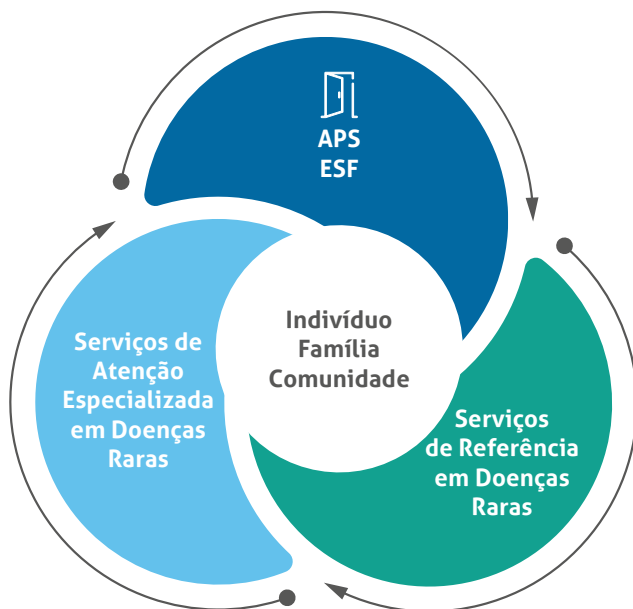 APS
ESF
Indivíduo
Família
Comunidade
Serviços de
Atenção
Especializada
em Doenças
Raras
Serviços
de Referência
em Doenças
Raras